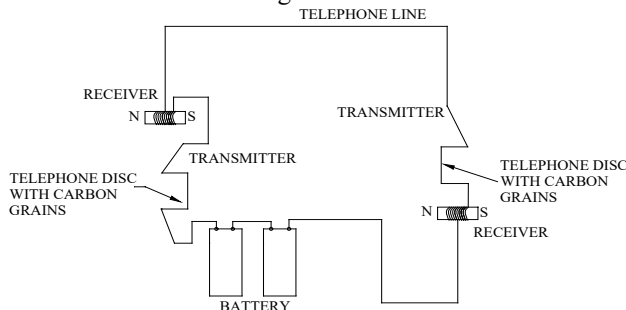 TELEPHONE LINE
RECEIVER
N S
TRANSMITTER
TRANSMITTER
TELEPHONE DISC
WITH CARBON
GRAINS
TELEPHONE DISC
WITH CARBON
GRAINS
N S
RECEIVER
BATTERY